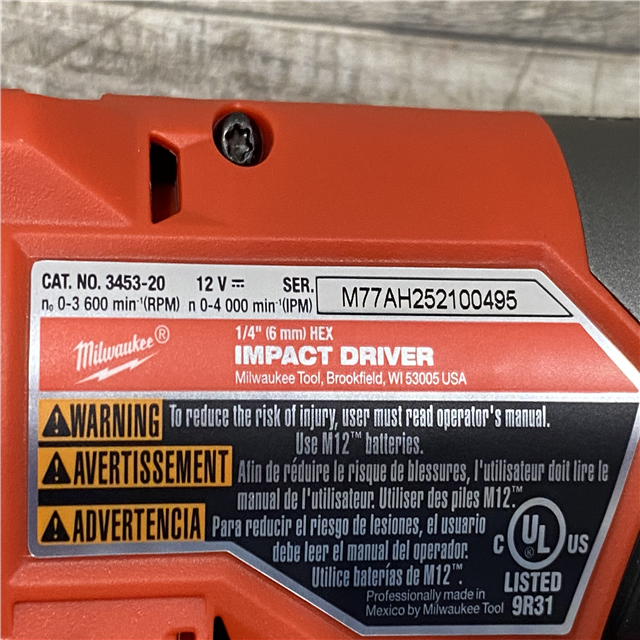 CAT. NO. 3453-20 12 V ⎓ SER. M77AH252100495
n₀ 0-3 600 min⁻¹(RPM) n 0-4 000 min⁻¹(IPM)
1/4" (6 mm) HEX
Milwaukee® IMPACT DRIVER
Milwaukee Tool, Brookfield, WI 53005 USA
WARNING To reduce the risk of injury, user must read operator's manual.
Use M12™ batteries.
AVERTISSEMENT Afin de réduire le risque de blessures, l'utilisateur doit lire le
manual de l'utilisateur. Utiliser des piles M12.™
ADVERTENCIA Para reducir el riesgo de lesiones, el usuario
debe leer el manual del operador.
Utilice baterías de M12™.
C UL US
LISTED
9R31
Professionally made in
Mexico by Milwaukee Tool